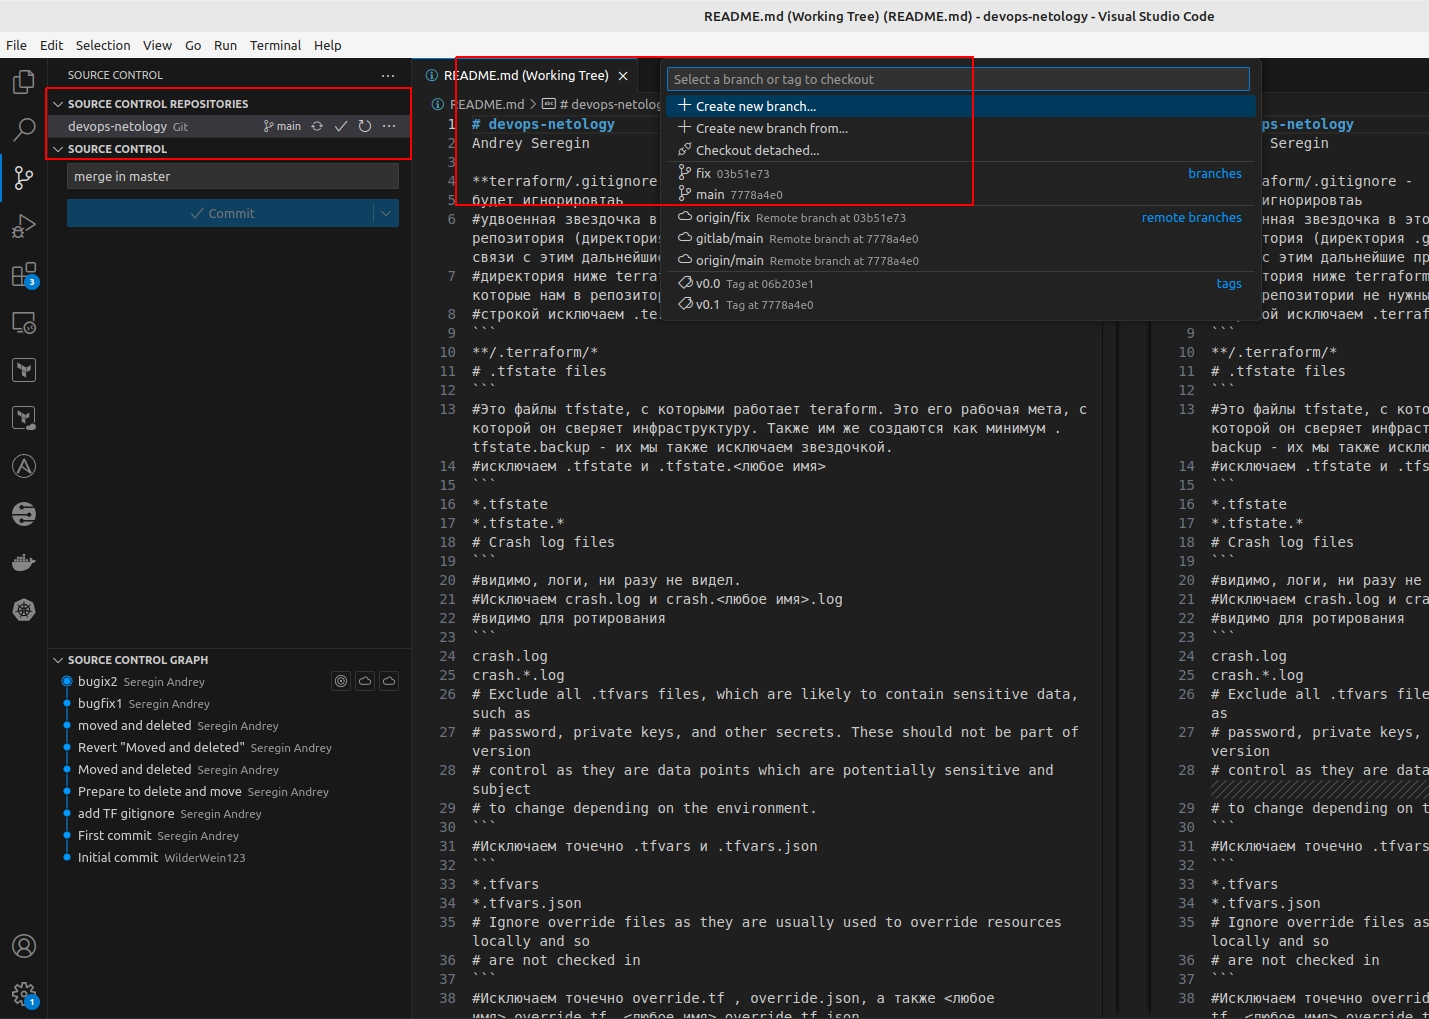 README.md (Working Tree) (README.md) - devops-netology - Visual Studio Code
File Edit Selection View Go Run Terminal Help
SOURCE CONTROL
SOURCE CONTROL REPOSITORIES
devops-netology Git main
SOURCE CONTROL
merge in master
Commit
3
SOURCE CONTROL GRAPH
bugix2 Seregin Andrey
bugfix1 Seregin Andrey
moved and deleted Seregin Andrey
Revert "Moved and deleted" Seregin Andrey
Moved and deleted Seregin Andrey
Prepare to delete and move Seregin Andrey
add TF gitignore Seregin Andrey
First commit Seregin Andrey
Initial commit WilderWein123
1
README.md (Working Tree)
README.md > # devops-netolog
Select a branch or tag to checkout
Create new branch...
Create new branch from...
Checkout detached...
fix 03b51e73 branches
main 7778a4e0
origin/fix Remote branch at 03b51e73 remote branches
gitlab/main Remote branch at 7778a4e0
origin/main Remote branch at 7778a4e0
v0.0 Tag at 06b203e1 tags
v0.1 Tag at 7778a4e0
1 # devops-netology
2 Andrey Seregin
3
4 **terraform/.gitignore
5 будет игнорировтаь
6 #удвоенная звездочка в
репозитория (директория
связи с этим дальнейшие
7 #директория ниже terraf
которые нам в репозитор
8 #строкой исключаем .te
9 ```
10 **/.terraform/*
11 # .tfstate files
12 ```
13 #Это файлы tfstate, с которыми работает teraform. Это его рабочая мета, с
которой он сверяет инфраструктуру. Также им же создаются как минимум .
tfstate.backup - их мы также исключаем звездочкой.
14 #исключаем .tfstate и .tfstate.<любое имя>
15 ```
16 *.tfstate
17 *.tfstate.*
18 # Crash log files
19 ```
20 #видимо, логи, ни разу не видел.
21 #Исключаем crash.log и crash.<любое имя>.log
22 #видимо для ротирования
23 ```
24 crash.log
25 crash.*.log
26 # Exclude all .tfvars files, which are likely to contain sensitive data,
such as
27 # password, private keys, and other secrets. These should not be part of
version
28 # control as they are data points which are potentially sensitive and
subject
29 # to change depending on the environment.
30 ```
31 #Исключаем точечно .tfvars и .tfvars.json
32 ```
33 *.tfvars
34 *.tfvars.json
35 # Ignore override files as they are usually used to override resources
locally and so
36 # are not checked in
37 ```
38 #Исключаем точечно override.tf , override.json, а также <любое
имя>_override.tf, <любое имя>_override.tf.json
ps-netology
Seregin
aform/.gitignore -
игнорировтаь
нная звездочка в это
тория (директория .g
с этим дальнейшие пр
тория ниже terraform
репозитории не нужны
ой исключаем .terraf
9 ```
10 **/.terraform/*
11 # .tfstate files
12 ```
13 #Это файлы tfstate, с кото
которой он сверяет инфраст
backup - их мы также исклю
14 #исключаем .tfstate и .tfs
15 ```
16 *.tfstate
17 *.tfstate.*
18 # Crash log files
19 ```
20 #видимо, логи, ни разу не
21 #Исключаем crash.log и cra
22 #видимо для ротирования
23 ```
24 crash.log
25 crash.*.log
26 # Exclude all .tfvars file
as
27 # password, private keys,
version
28 # control as they are data
29 # to change depending on t
30 ```
31 #Исключаем точечно .tfvars
32 ```
33 *.tfvars
34 *.tfvars.json
35 # Ignore override files as
locally and so
36 # are not checked in
37 ```
38 #Исключаем точечно overrid
tf, <любое имя>_override.t